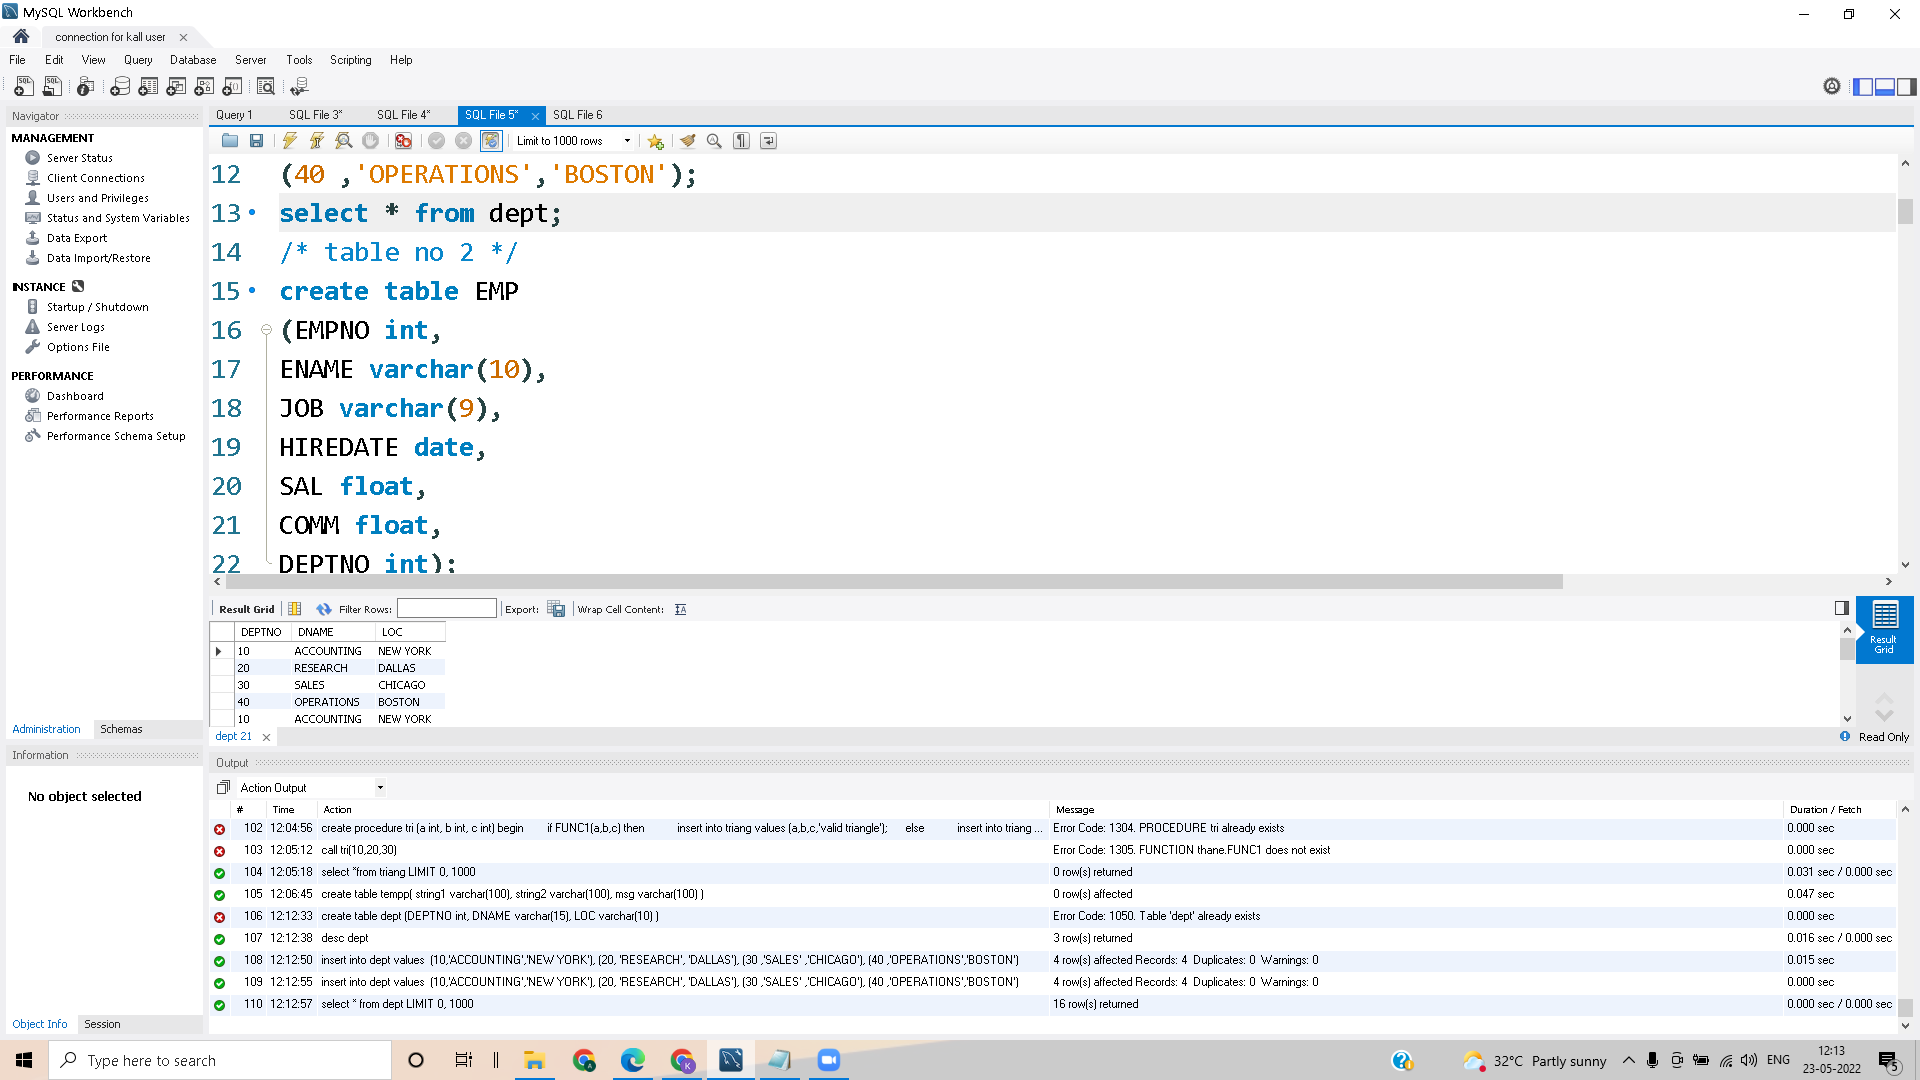 MySQL Workbench
connection for kall user
File Edit View Query Database Server Tools Scripting Help
Navigator
MANAGEMENT
Server Status
Client Connections
Users and Privileges
Status and System Variables
Data Export
Data Import/Restore
INSTANCE
Startup / Shutdown
Server Logs
Options File
PERFORMANCE
Dashboard
Performance Reports
Performance Schema Setup
Administration Schemas
Information
No object selected
Object Info Session
Query 1 SQL File 3* SQL File 4* SQL File 5* SQL File 6
Limit to 1000 rows
12 (40 ,'OPERATIONS','BOSTON');
13 select * from dept;
14 /* table no 2 */
15 create table EMP
16 (EMPNO int,
17 ENAME varchar(10),
18 JOB varchar(9),
19 HIREDATE date,
20 SAL float,
21 COMM float,
22 DEPTNO int);
Result Grid Filter Rows: Export: Wrap Cell Content:
DEPTNO DNAME LOC
10 ACCOUNTING NEW YORK
20 RESEARCH DALLAS
30 SALES CHICAGO
40 OPERATIONS BOSTON
10 ACCOUNTING NEW YORK
Result
Grid
dept 21
Read Only
Output
Action Output
# Time Action Message Duration / Fetch
102 12:04:56 create procedure tri (a int, b int, c int) begin if FUNC1(a,b,c) then insert into triang values (a,b,c,'valid triangle'); else insert into triang ... Error Code: 1304. PROCEDURE tri already exists 0.000 sec
103 12:05:12 call tri(10,20,30) Error Code: 1305. FUNCTION thane.FUNC1 does not exist 0.000 sec
104 12:05:18 select *from triang LIMIT 0, 1000 0 row(s) returned 0.031 sec / 0.000 sec
105 12:06:45 create table tempp( string1 varchar(100), string2 varchar(100), msg varchar(100) ) 0 row(s) affected 0.047 sec
106 12:12:33 create table dept (DEPTNO int, DNAME varchar(15), LOC varchar(10) ) Error Code: 1050. Table 'dept' already exists 0.000 sec
107 12:12:38 desc dept 3 row(s) returned 0.016 sec / 0.000 sec
108 12:12:50 insert into dept values (10,'ACCOUNTING','NEW YORK'), (20, 'RESEARCH', 'DALLAS'), (30 ,'SALES' ,'CHICAGO'), (40 ,'OPERATIONS','BOSTON') 4 row(s) affected Records: 4 Duplicates: 0 Warnings: 0 0.015 sec
109 12:12:55 insert into dept values (10,'ACCOUNTING','NEW YORK'), (20, 'RESEARCH', 'DALLAS'), (30 ,'SALES' ,'CHICAGO'), (40 ,'OPERATIONS','BOSTON') 4 row(s) affected Records: 4 Duplicates: 0 Warnings: 0 0.000 sec
110 12:12:57 select * from dept LIMIT 0, 1000 16 row(s) returned 0.000 sec / 0.000 sec
Type here to search
32°C Partly sunny
ENG
12:13
23-05-2022
5